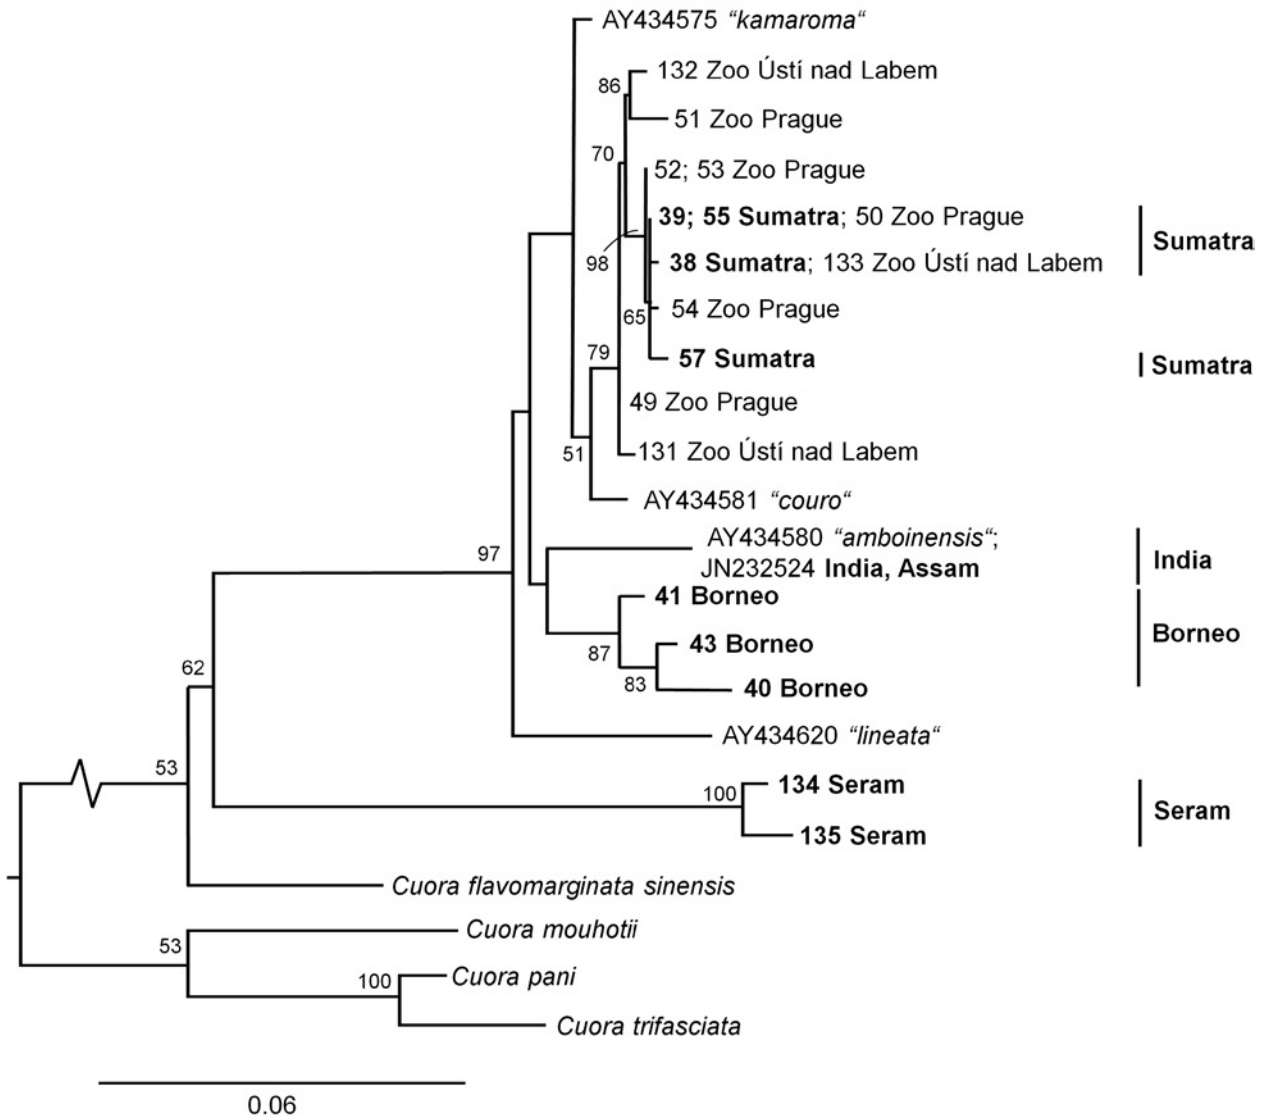 AY434575 “kamaroma“
86
132 Zoo Ústí nad Labem
51 Zoo Prague
70
52; 53 Zoo Prague
39; 55 Sumatra; 50 Zoo Prague
Sumatra
98
38 Sumatra; 133 Zoo Ústí nad Labem
54 Zoo Prague
65
79
57 Sumatra
Sumatra
49 Zoo Prague
51
131 Zoo Ústí nad Labem
AY434581 “couro“
97
AY434580 “amboinensis“;
JN232524 India, Assam
India
41 Borneo
Borneo
87
43 Borneo
83
40 Borneo
62
AY434620 “lineata“
53
100
134 Seram
Seram
135 Seram
Cuora flavomarginata sinensis
53
Cuora mouhotii
100
Cuora pani
Cuora trifasciata
0.06